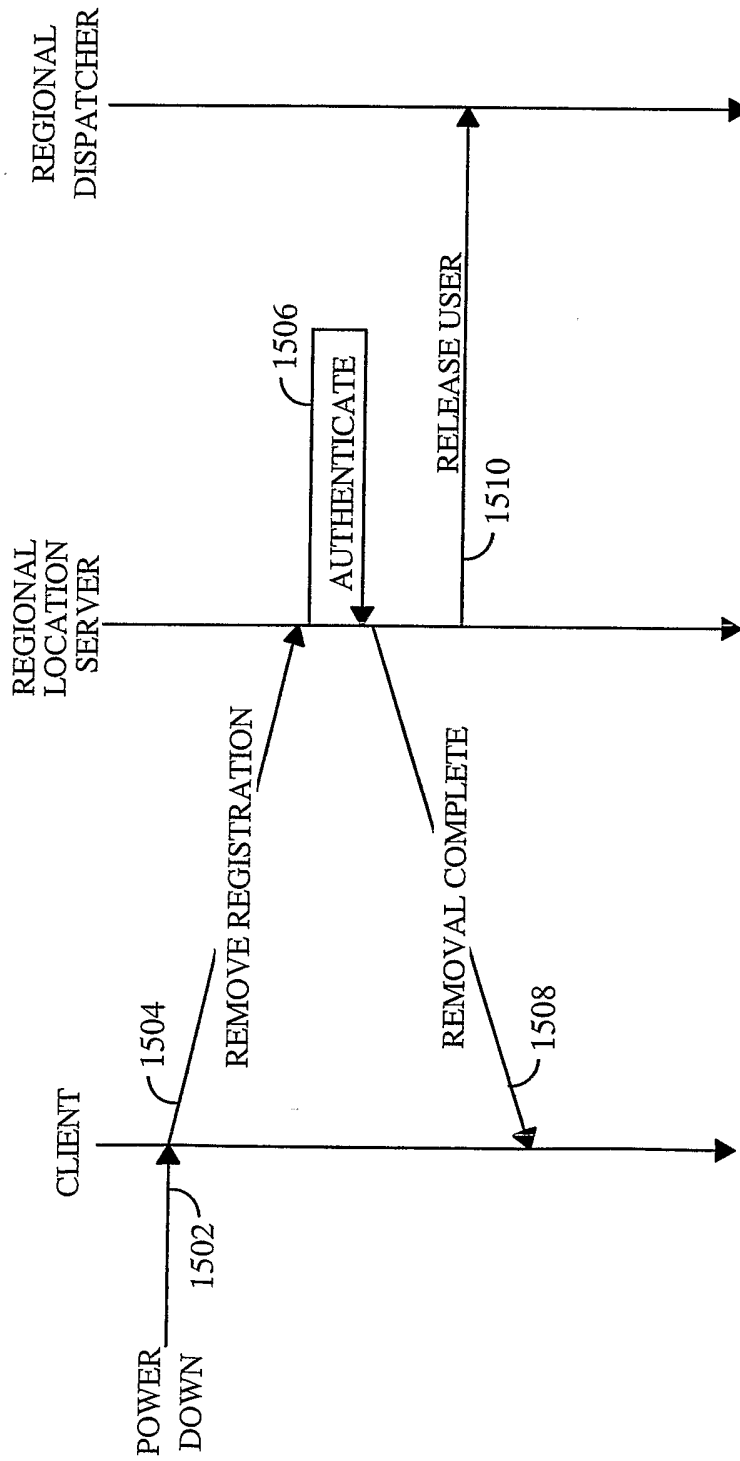 CLIENT
REGIONAL
LOCATION
SERVER
REGIONAL
DISPATCHER
POWER
DOWN
1502
1504
REMOVE REGISTRATION
1506
AUTHENTICATE
REMOVAL COMPLETE
1508
RELEASE USER
1510